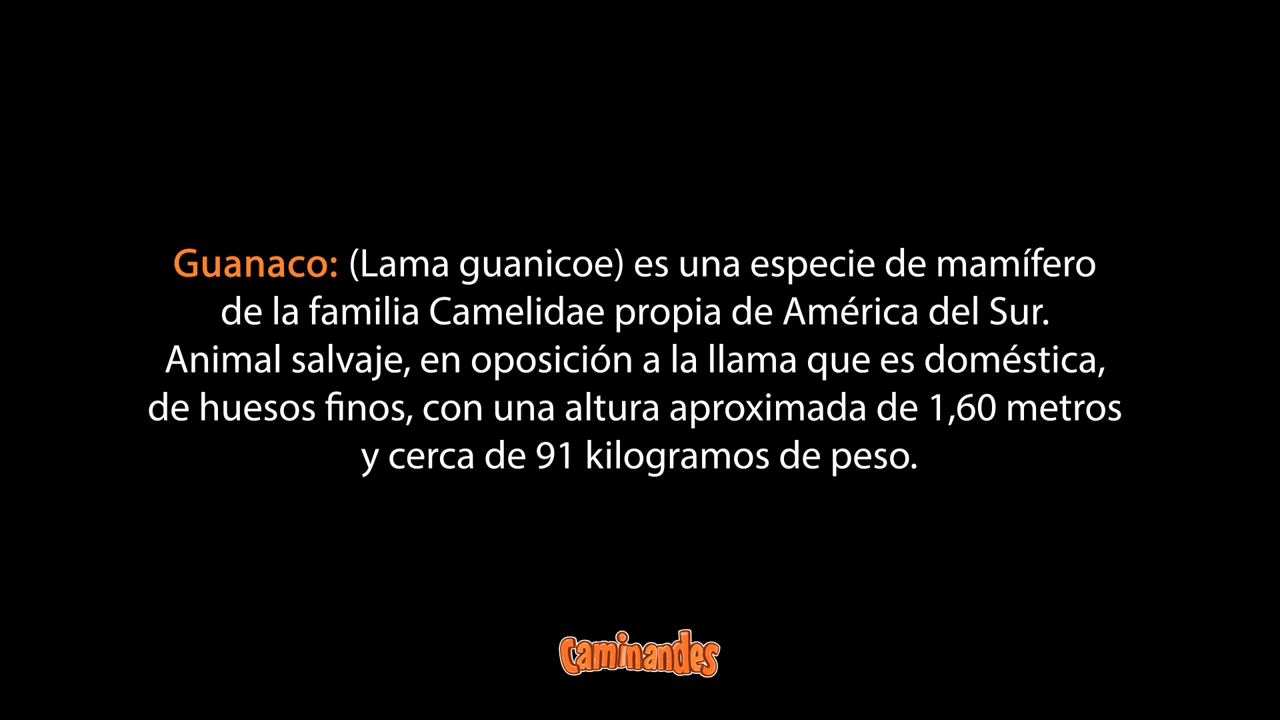 Guanaco: (Lama guanicoe) es una especie de mamífero
de la familia Camelidae propia de América del Sur.
Animal salvaje, en oposición a la llama que es doméstica,
de huesos finos, con una altura aproximada de 1,60 metros
y cerca de 91 kilogramos de peso.
Caminandes